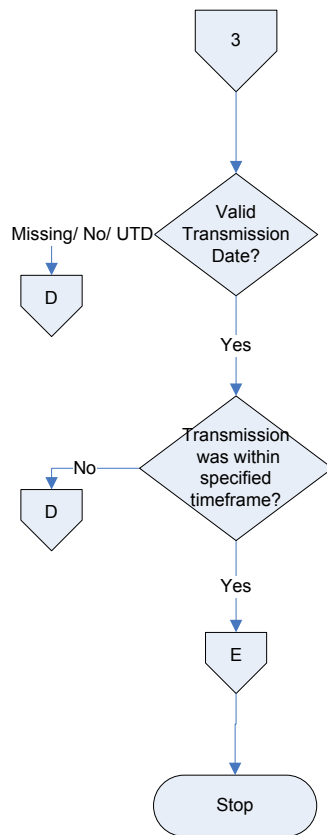 3
Valid
Transmission
Date?
Missing/ No/ UTD
D
Yes
Transmission
was within
specified
timeframe?
No
D
Yes
E
Stop